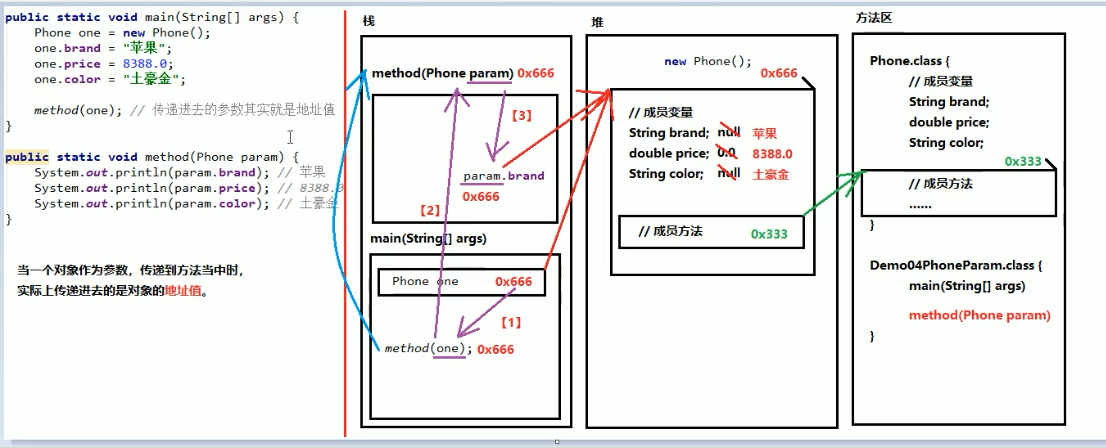 public static void main(String[] args) {
Phone one = new Phone();
one.brand = "苹果";
one.price = 8388.0;
one.color = "土豪金";
method(one); // 传递进去的参数其实就是地址值
}
public static void method(Phone param) {
System.out.println(param.brand); // 苹果
System.out.println(param.price); // 8388.0
System.out.println(param.color); // 土豪金
}
当一个对象作为参数，传递到方法当中时，
实际上传递进去的是对象的地址值。
栈
method(Phone param) 0x666
【3】
param.brand
0x666
【2】
main(String[] args)
Phone one 0x666
【1】
method(one); 0x666
堆
new Phone();
0x666
// 成员变量
String brand; null 苹果
double price; 0.0 8388.0
String color; null 土豪金
// 成员方法 0x333
方法区
Phone.class {
// 成员变量
String brand;
double price;
String color;
0x333
// 成员方法
......
}
Demo04PhoneParam.class {
main(String[] args)
method(Phone param)
}